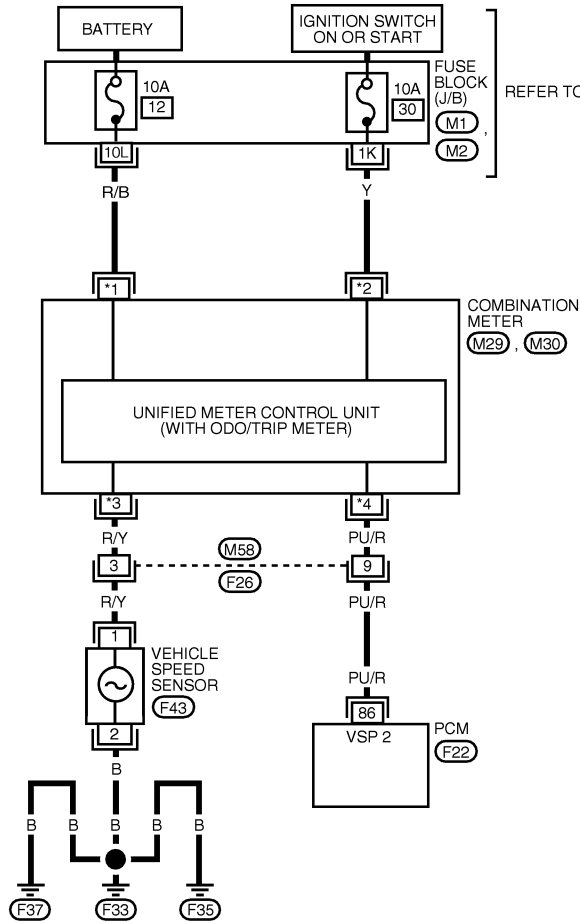 BATTERY
IGNITION SWITCH
ON OR START
FUSE
BLOCK
(J/B)
REFER TO
10A
12
10A
30
M1
,
M2
10L
1K
R/B
Y
*1
*2
COMBINATION
METER
M29 , M30
UNIFIED METER CONTROL UNIT
(WITH ODO/TRIP METER)
*3
*4
R/Y
PU/R
M58
3
9
F26
R/Y
PU/R
1
VEHICLE
SPEED
SENSOR
F43
PU/R
86
2
VSP 2
PCM
F22
B
B B B B B
F37 F33 F35